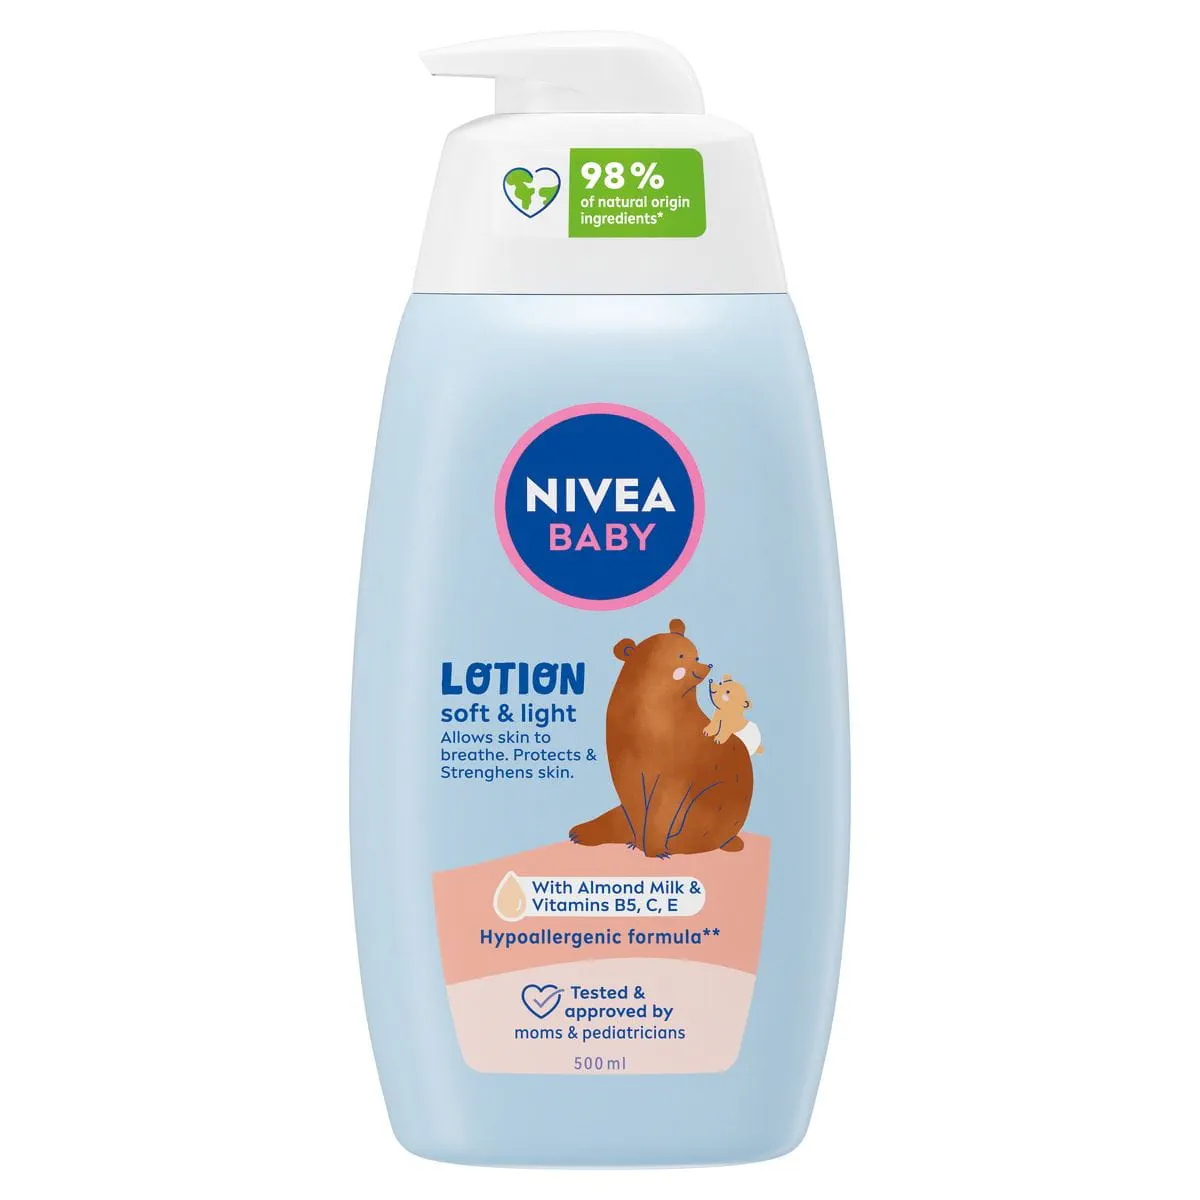 98%
of natural origin
ingredients*
NIVEA
BABY
LOTION
soft & light
Allows skin to
breathe. Protects &
Strenghens skin.
With Almond Milk &
Vitamins B5, C, E
Hypoallergenic formula**
Tested &
approved by
moms & pediatricians
500 ml